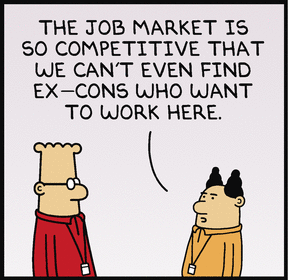 THE JOB MARKET IS
SO COMPETITIVE THAT
WE CAN'T EVEN FIND
EX-CONS WHO WANT
TO WORK HERE.